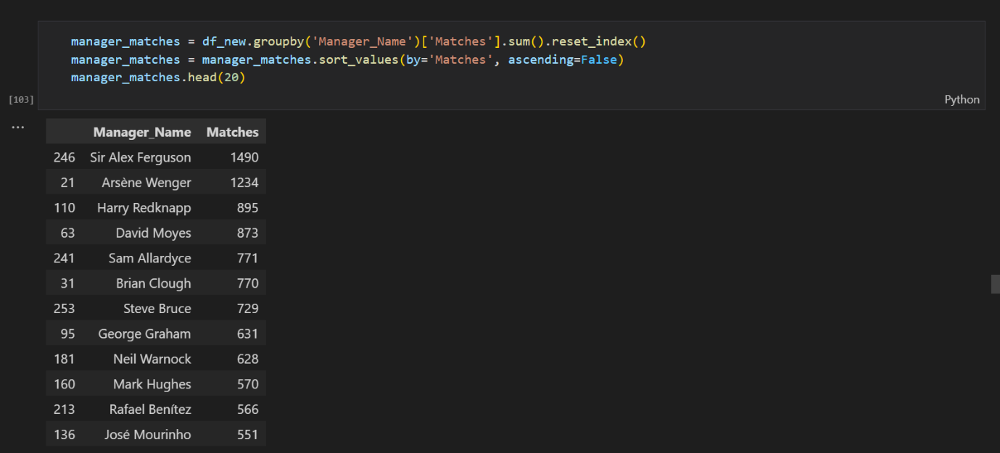 manager_matches = df_new.groupby('Manager_Name')['Matches'].sum().reset_index()
manager_matches = manager_matches.sort_values(by='Matches', ascending=False)
manager_matches.head(20)
[103]
Python
...
Manager_Name Matches
246 Sir Alex Ferguson 1490
21 Arsène Wenger 1234
110 Harry Redknapp 895
63 David Moyes 873
241 Sam Allardyce 771
31 Brian Clough 770
253 Steve Bruce 729
95 George Graham 631
181 Neil Warnock 628
160 Mark Hughes 570
213 Rafael Benítez 566
136 José Mourinho 551